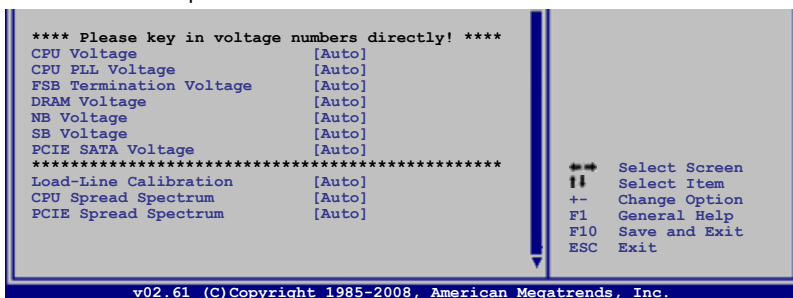 **** Please key in voltage numbers directly! ****
CPU Voltage [Auto]
CPU PLL Voltage [Auto]
FSB Termination Voltage [Auto]
DRAM Voltage [Auto]
NB Voltage [Auto]
SB Voltage [Auto]
PCIE SATA Voltage [Auto]
**************************************************
Load-Line Calibration [Auto]
CPU Spread Spectrum [Auto]
PCIE Spread Spectrum [Auto]
←→ Select Screen
↑↓ Select Item
+- Change Option
F1 General Help
F10 Save and Exit
ESC Exit
v02.61 (C)Copyright 1985-2008, American Megatrends, Inc.